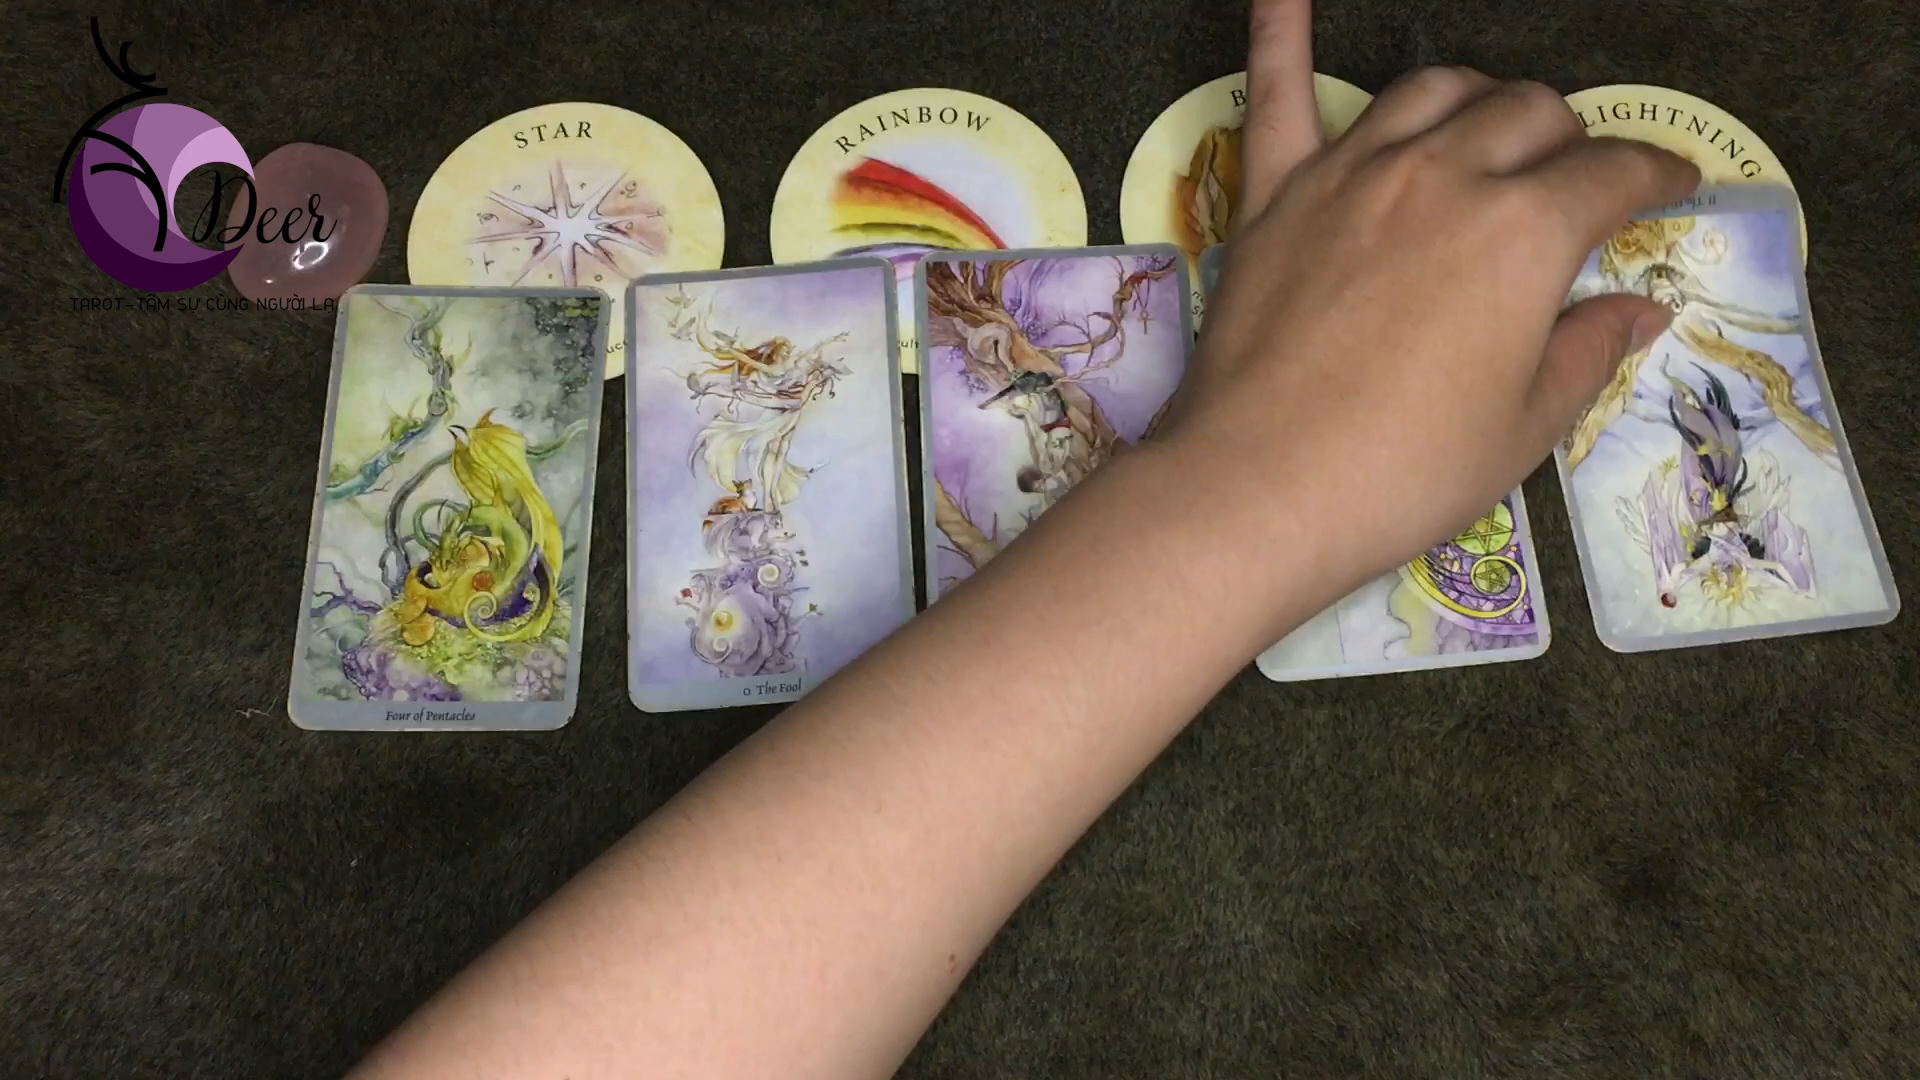 Deer
TAROT-TÂM SỰ CÙNG NGƯỜI LẠ
STAR
RAINBOW
LIGHTNING
Four of Pentacles
0 The Fool